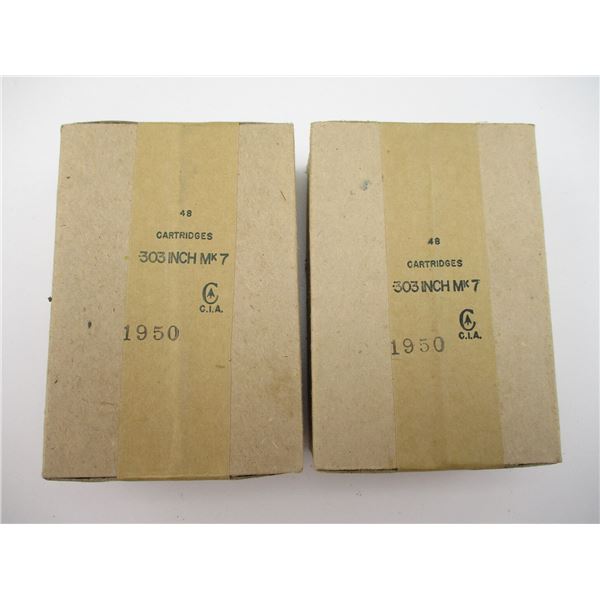 48
CARTRIDGES
·303 INCH Mk 7
C
C.I.A.
1950
48
CARTRIDGES
·303 INCH Mk 7
C
C.I.A.
1950